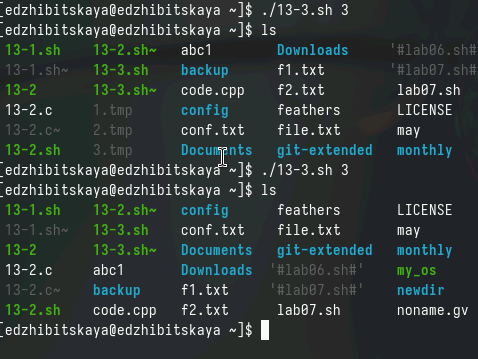 [edzhibitskaya@edzhibitskaya ~]$ ./13-3.sh 3
[edzhibitskaya@edzhibitskaya ~]$ ls
13-1.sh 13-2.sh~ abc1 Downloads '#lab06.sh#
13-1.sh~ 13-3.sh backup f1.txt '#lab07.sh#
13-2 13-3.sh~ code.cpp f2.txt lab07.sh
13-2.c 1.tmp config feathers LICENSE
13-2.c~ 2.tmp conf.txt file.txt may
13-2.sh 3.tmp Documents git-extended monthly
[edzhibitskaya@edzhibitskaya ~]$ ./13-3.sh 3
[edzhibitskaya@edzhibitskaya ~]$ ls
13-1.sh 13-2.sh~ config feathers LICENSE
13-1.sh~ 13-3.sh conf.txt file.txt may
13-2 13-3.sh~ Documents git-extended monthly
13-2.c abc1 Downloads '#lab06.sh#' my_os
13-2.c~ backup f1.txt '#lab07.sh#' newdir
13-2.sh code.cpp f2.txt lab07.sh noname.gv
[edzhibitskaya@edzhibitskaya ~]$